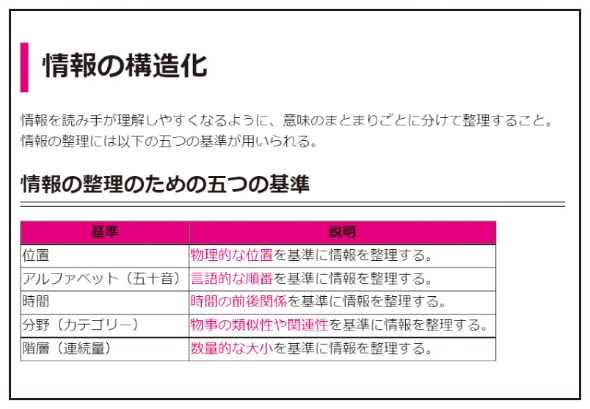 情報の構造化
情報を読み手が理解しやすくなるように、意味のまとまりごとに分けて整理すること。
情報の整理には以下の五つの基準が用いられる。
情報の整理のための五つの基準
基準 説明
位置 物理的な位置を基準に情報を整理する。
アルファベット（五十音） 言語的な順番を基準に情報を整理する。
時間 時間の前後関係を基準に情報を整理する。
分野（カテゴリー） 物事の類似性や関連性を基準に情報を整理する。
階層（連続量） 数量的な大小を基準に情報を整理する。